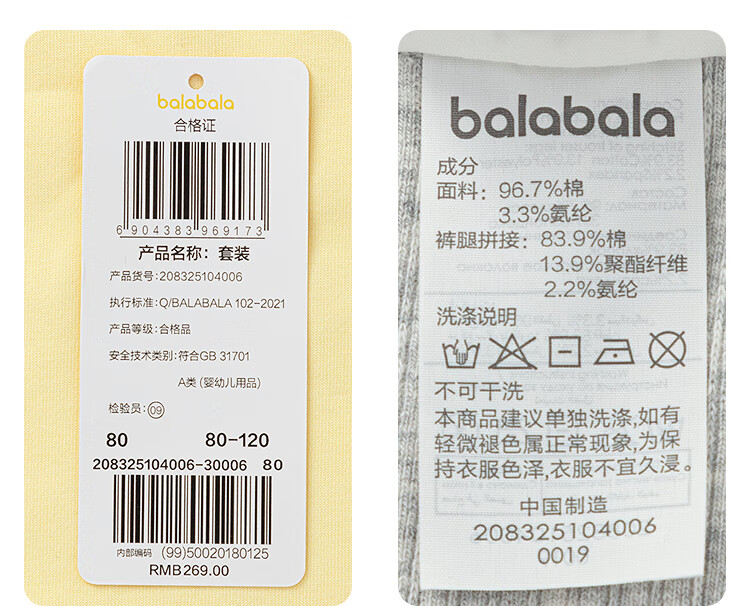 balabala
合格证
6 904383 969173
产品名称：套装
产品货号：208325104006
执行标准：Q/BALABALA 102-2021
产品等级：合格品
安全技术类别：符合GB 31701
A类（婴幼儿用品）
检验员：09
80 80-120
208325104006-30006 80
内部编码 (99)50020180125
RMB269.00
balabala
成分
面料：96.7%棉
3.3%氨纶
裤腿拼接：83.9%棉
13.9%聚酯纤维
2.2%氨纶
洗涤说明
不可干洗
本商品建议单独洗涤,如有
轻微褪色属正常现象,为保
持衣服色泽,衣服不宜久浸。
中国制造
208325104006
0019